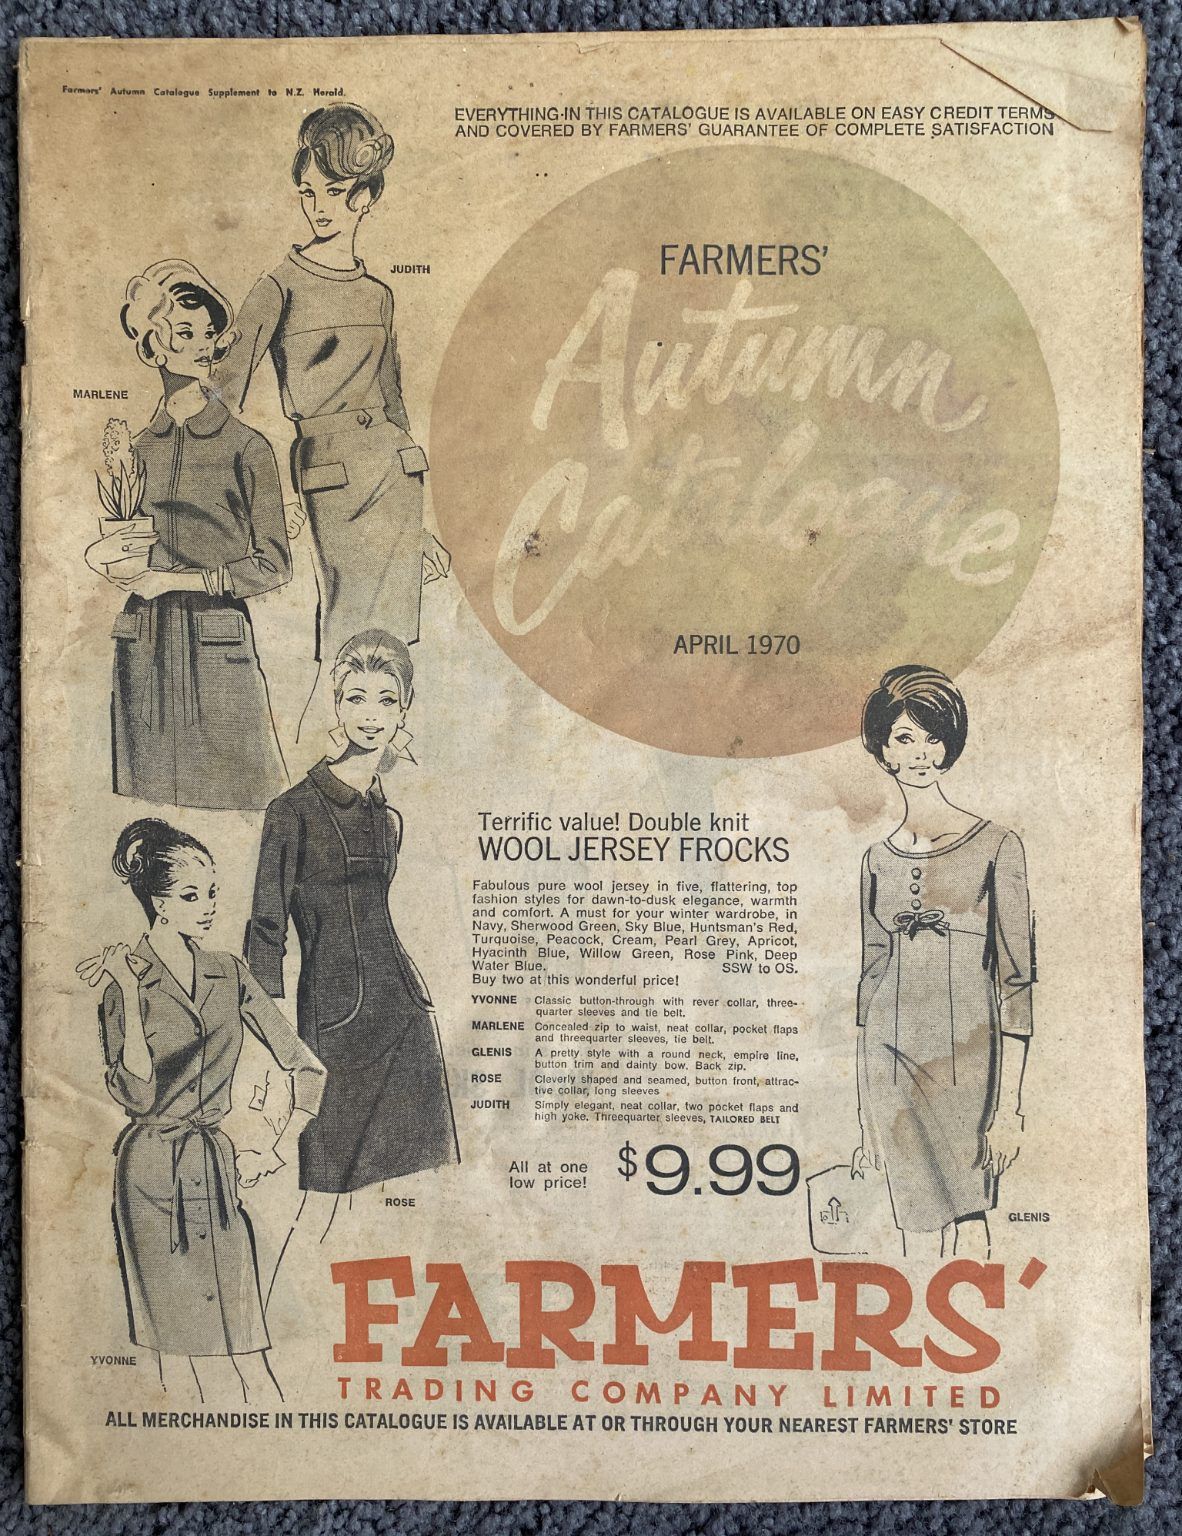 Farmers' Autumn Catalogue Supplement to N.Z. Herald.
EVERYTHING IN THIS CATALOGUE IS AVAILABLE ON EASY CREDIT TERMS
AND COVERED BY FARMERS' GUARANTEE OF COMPLETE SATISFACTION
FARMERS'
Autumn
Catalogue
APRIL 1970
JUDITH
MARLENE
Terrific value! Double knit
WOOL JERSEY FROCKS
Fabulous pure wool jersey in five, flattering, top
fashion styles for dawn-to-dusk elegance, warmth
and comfort. A must for your winter wardrobe, in
Navy, Sherwood Green, Sky Blue, Huntsman's Red,
Turquoise, Peacock, Cream, Pearl Grey, Apricot,
Hyacinth Blue, Willow Green, Rose Pink, Deep
Water Blue. SSW to OS.
Buy two at this wonderful price!
YVONNE Classic button-through with rever collar, three-
quarter sleeves and tie belt.
MARLENE Concealed zip to waist, neat collar, pocket flaps
and threequarter sleeves, tie belt.
GLENIS A pretty style with a round neck, empire line,
button trim and dainty bow. Back zip.
ROSE Cleverly shaped and seamed, button front, attrac-
tive collar, long sleeves
JUDITH Simply elegant, neat collar, two pocket flaps and
high yoke. Threequarter sleeves, TAILORED BELT
All at one
low price!
$9.99
ROSE
GLENIS
YVONNE
FARMERS'
TRADING COMPANY LIMITED
ALL MERCHANDISE IN THIS CATALOGUE IS AVAILABLE AT OR THROUGH YOUR NEAREST FARMERS' STORE